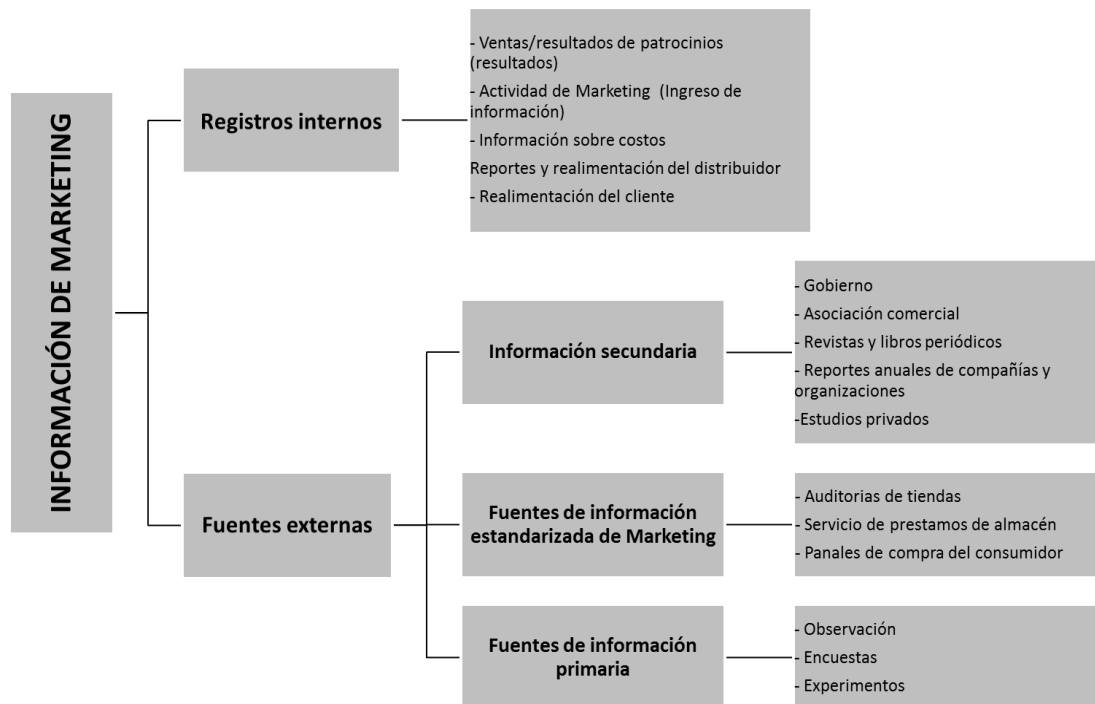 INFORMACIÓN DE MARKETING
Registros internos
- Ventas/resultados de patrocinios
(resultados)
- Actividad de Marketing (Ingreso de
información)
- Información sobre costos
Reportes y realimentación del distribuidor
- Realimentación del cliente
Fuentes externas
Información secundaria
- Gobierno
- Asociación comercial
- Revistas y libros periódicos
- Reportes anuales de compañías y
organizaciones
-Estudios privados
Fuentes de información
estandarizada de Marketing
- Auditorias de tiendas
- Servicio de prestamos de almacén
- Panales de compra del consumidor
Fuentes de información
primaria
- Observación
- Encuestas
- Experimentos